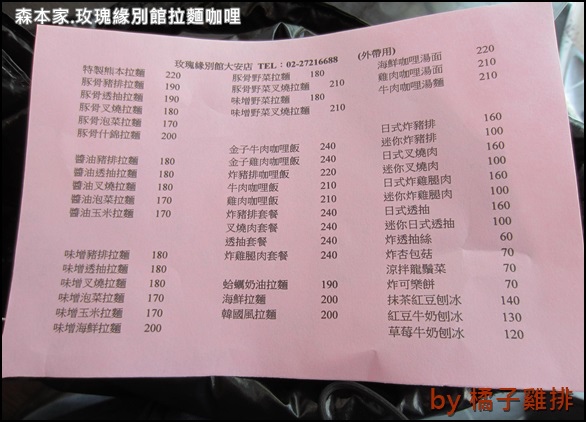 森本家.玫瑰緣別館拉麵咖哩
玫瑰緣別館大安店 TEL：02-27216688 (外帶用)
特製熊本拉麵 220
豚骨豬排拉麵 190
豚骨透抽拉麵 190
豚骨叉燒拉麵 180
豚骨泡菜拉麵 170
豚骨什錦拉麵 200
醬油豬排拉麵 180
醬油透抽拉麵 180
醬油叉燒拉麵 180
醬油泡菜拉麵 170
醬油玉米拉麵 170
味增豬排拉麵 180
味增透抽拉麵 180
味增叉燒拉麵 180
味增泡菜拉麵 170
味增玉米拉麵 170
味增海鮮拉麵 200
豚骨野菜拉麵 180
豚骨野菜叉燒拉麵 210
味增野菜拉麵 180
味增野菜叉燒拉麵 210
金子牛肉咖哩飯 240
金子雞肉咖哩飯 240
炸豬排咖哩飯 220
牛肉咖哩飯 210
雞肉咖哩飯 210
炸豬排套餐 240
叉燒肉套餐 240
透抽套餐 240
炸雞腿肉套餐 240
蛤蠣奶油拉麵 190
海鮮拉麵 200
韓國風拉麵 200
海鮮咖哩湯面 220
雞肉咖哩湯面 210
牛肉咖哩湯麵 210
日式炸豬排 160
迷你炸豬排 100
日式叉燒肉 160
迷你叉燒肉 100
日式炸雞腿肉 160
迷你炸雞腿肉 100
日式透抽 160
迷你日式透抽 100
炸透抽絲 60
炸杏包菇 70
涼拌龍鬚菜 70
炸可樂餅 70
抹茶紅豆刨冰 140
紅豆牛奶刨冰 130
草莓牛奶刨冰 120
by 橘子雞排